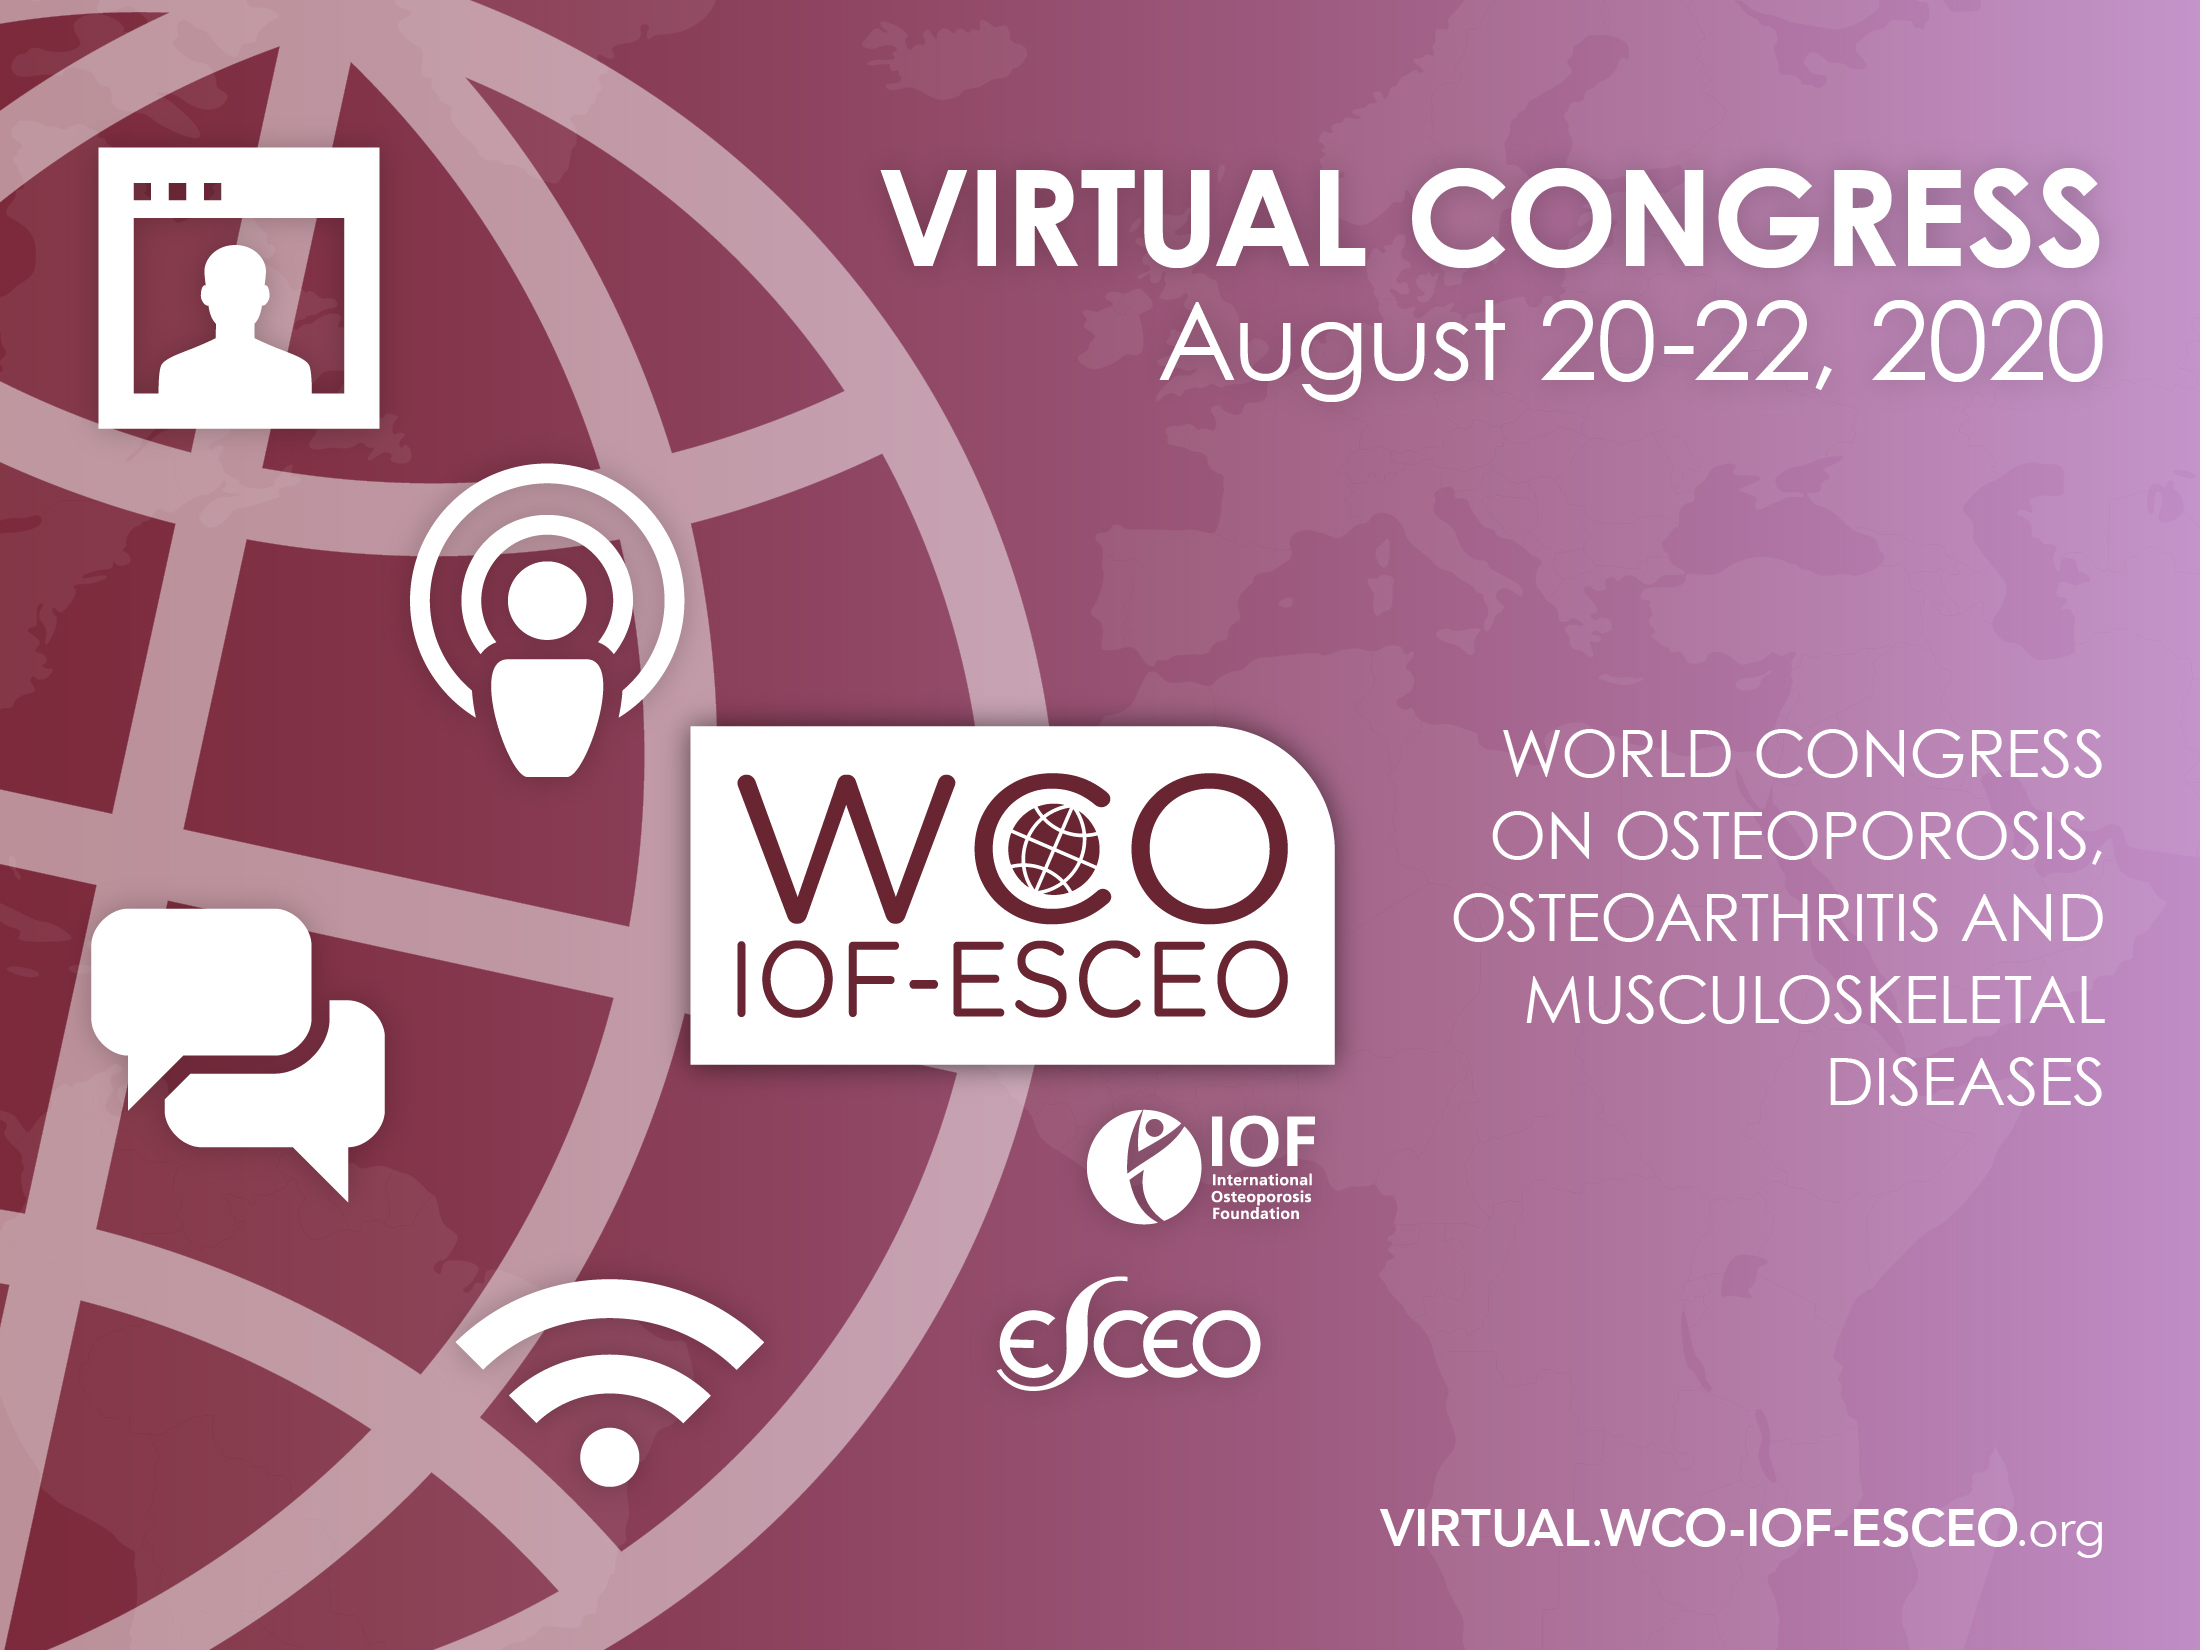 VIRTUAL CONGRESS
August 20-22, 2020
WORLD CONGRESS
ON OSTEOPOROSIS,
OSTEOARTHRITIS AND
MUSCULOSKELETAL
DISEASES
WCO
IOF-ESCEO
IOF
International
Osteoporosis
Foundation
ESCEO
VIRTUAL.WCO-IOF-ESCEO.org